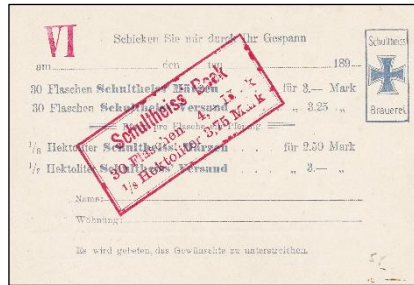 VI
Schicken Sie mir durch Ihr Gespann
am den ten 189
Schultheiss
Brauerei
30 Flaschen Schultheiss Märzen für 3.— Mark
30 Flaschen Schultheiss Versand „ 3.25 „
pro Flasche
1/8 Hektoliter Schultheiss Märzen für 2.50 Mark
1/8 Hektoliter Schultheiss Versand „ 3.— „
Schultheiss Bock
30 Flaschen 4,
1/8 Hektoliter 3,75 Mark
Name:
Wohnung:
Es wird gebeten, das Gewünschte zu unterstreichen.